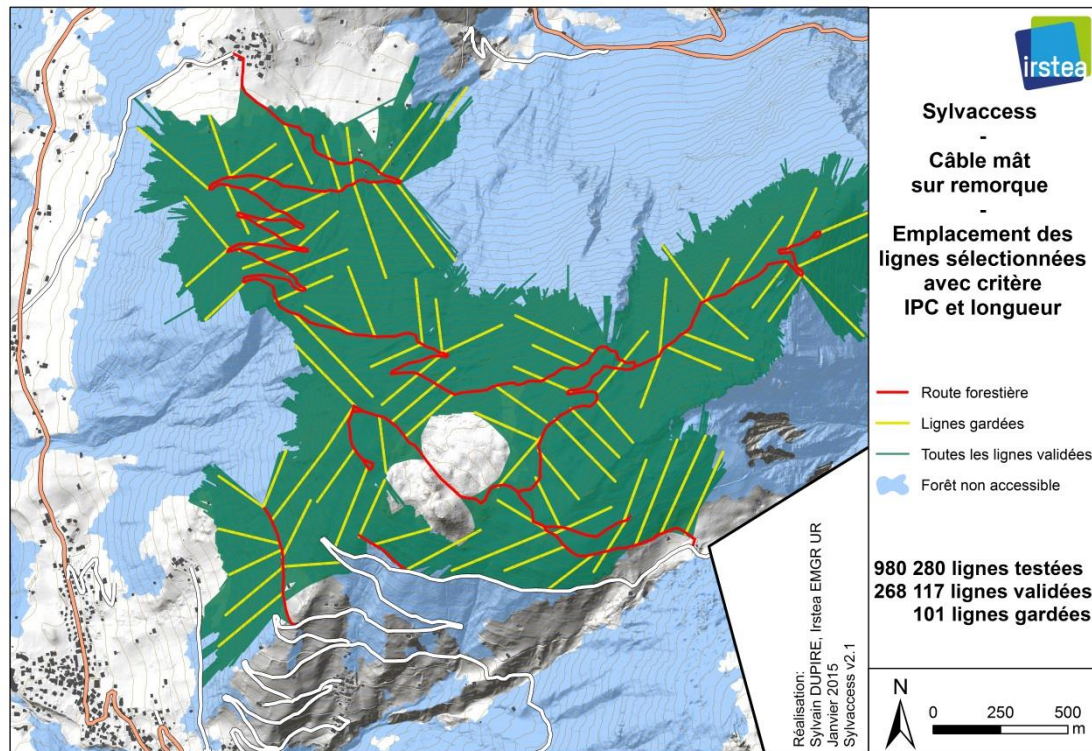 irstea
Sylvaccess
-
Câble mât
sur remorque
-
Emplacement des
lignes sélectionnées
avec critère
IPC et longueur
Route forestière
Lignes gardées
Toutes les lignes validées
Forêt non accessible
980 280 lignes testées
268 117 lignes validées
101 lignes gardées
Réalisation:
Sylvain DUPIRE, Irstea EMGR UR
Janvier 2015
Sylvaccess v2.1
N
0 250 500
m